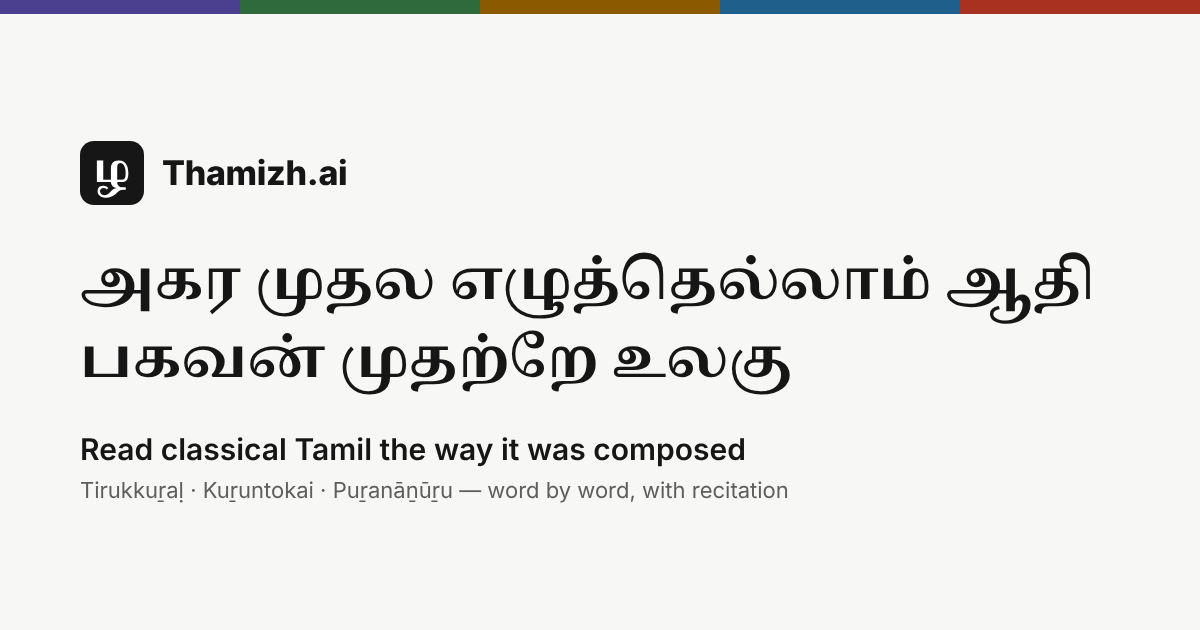 ழ Thamizh.ai
அகர முதல எழுத்தெல்லாம் ஆதி
பகவன் முதற்றே உலகு
Read classical Tamil the way it was composed
Tirukkuṟaḷ · Kuṟuntokai · Puṟanāṉūṟu — word by word, with recitation